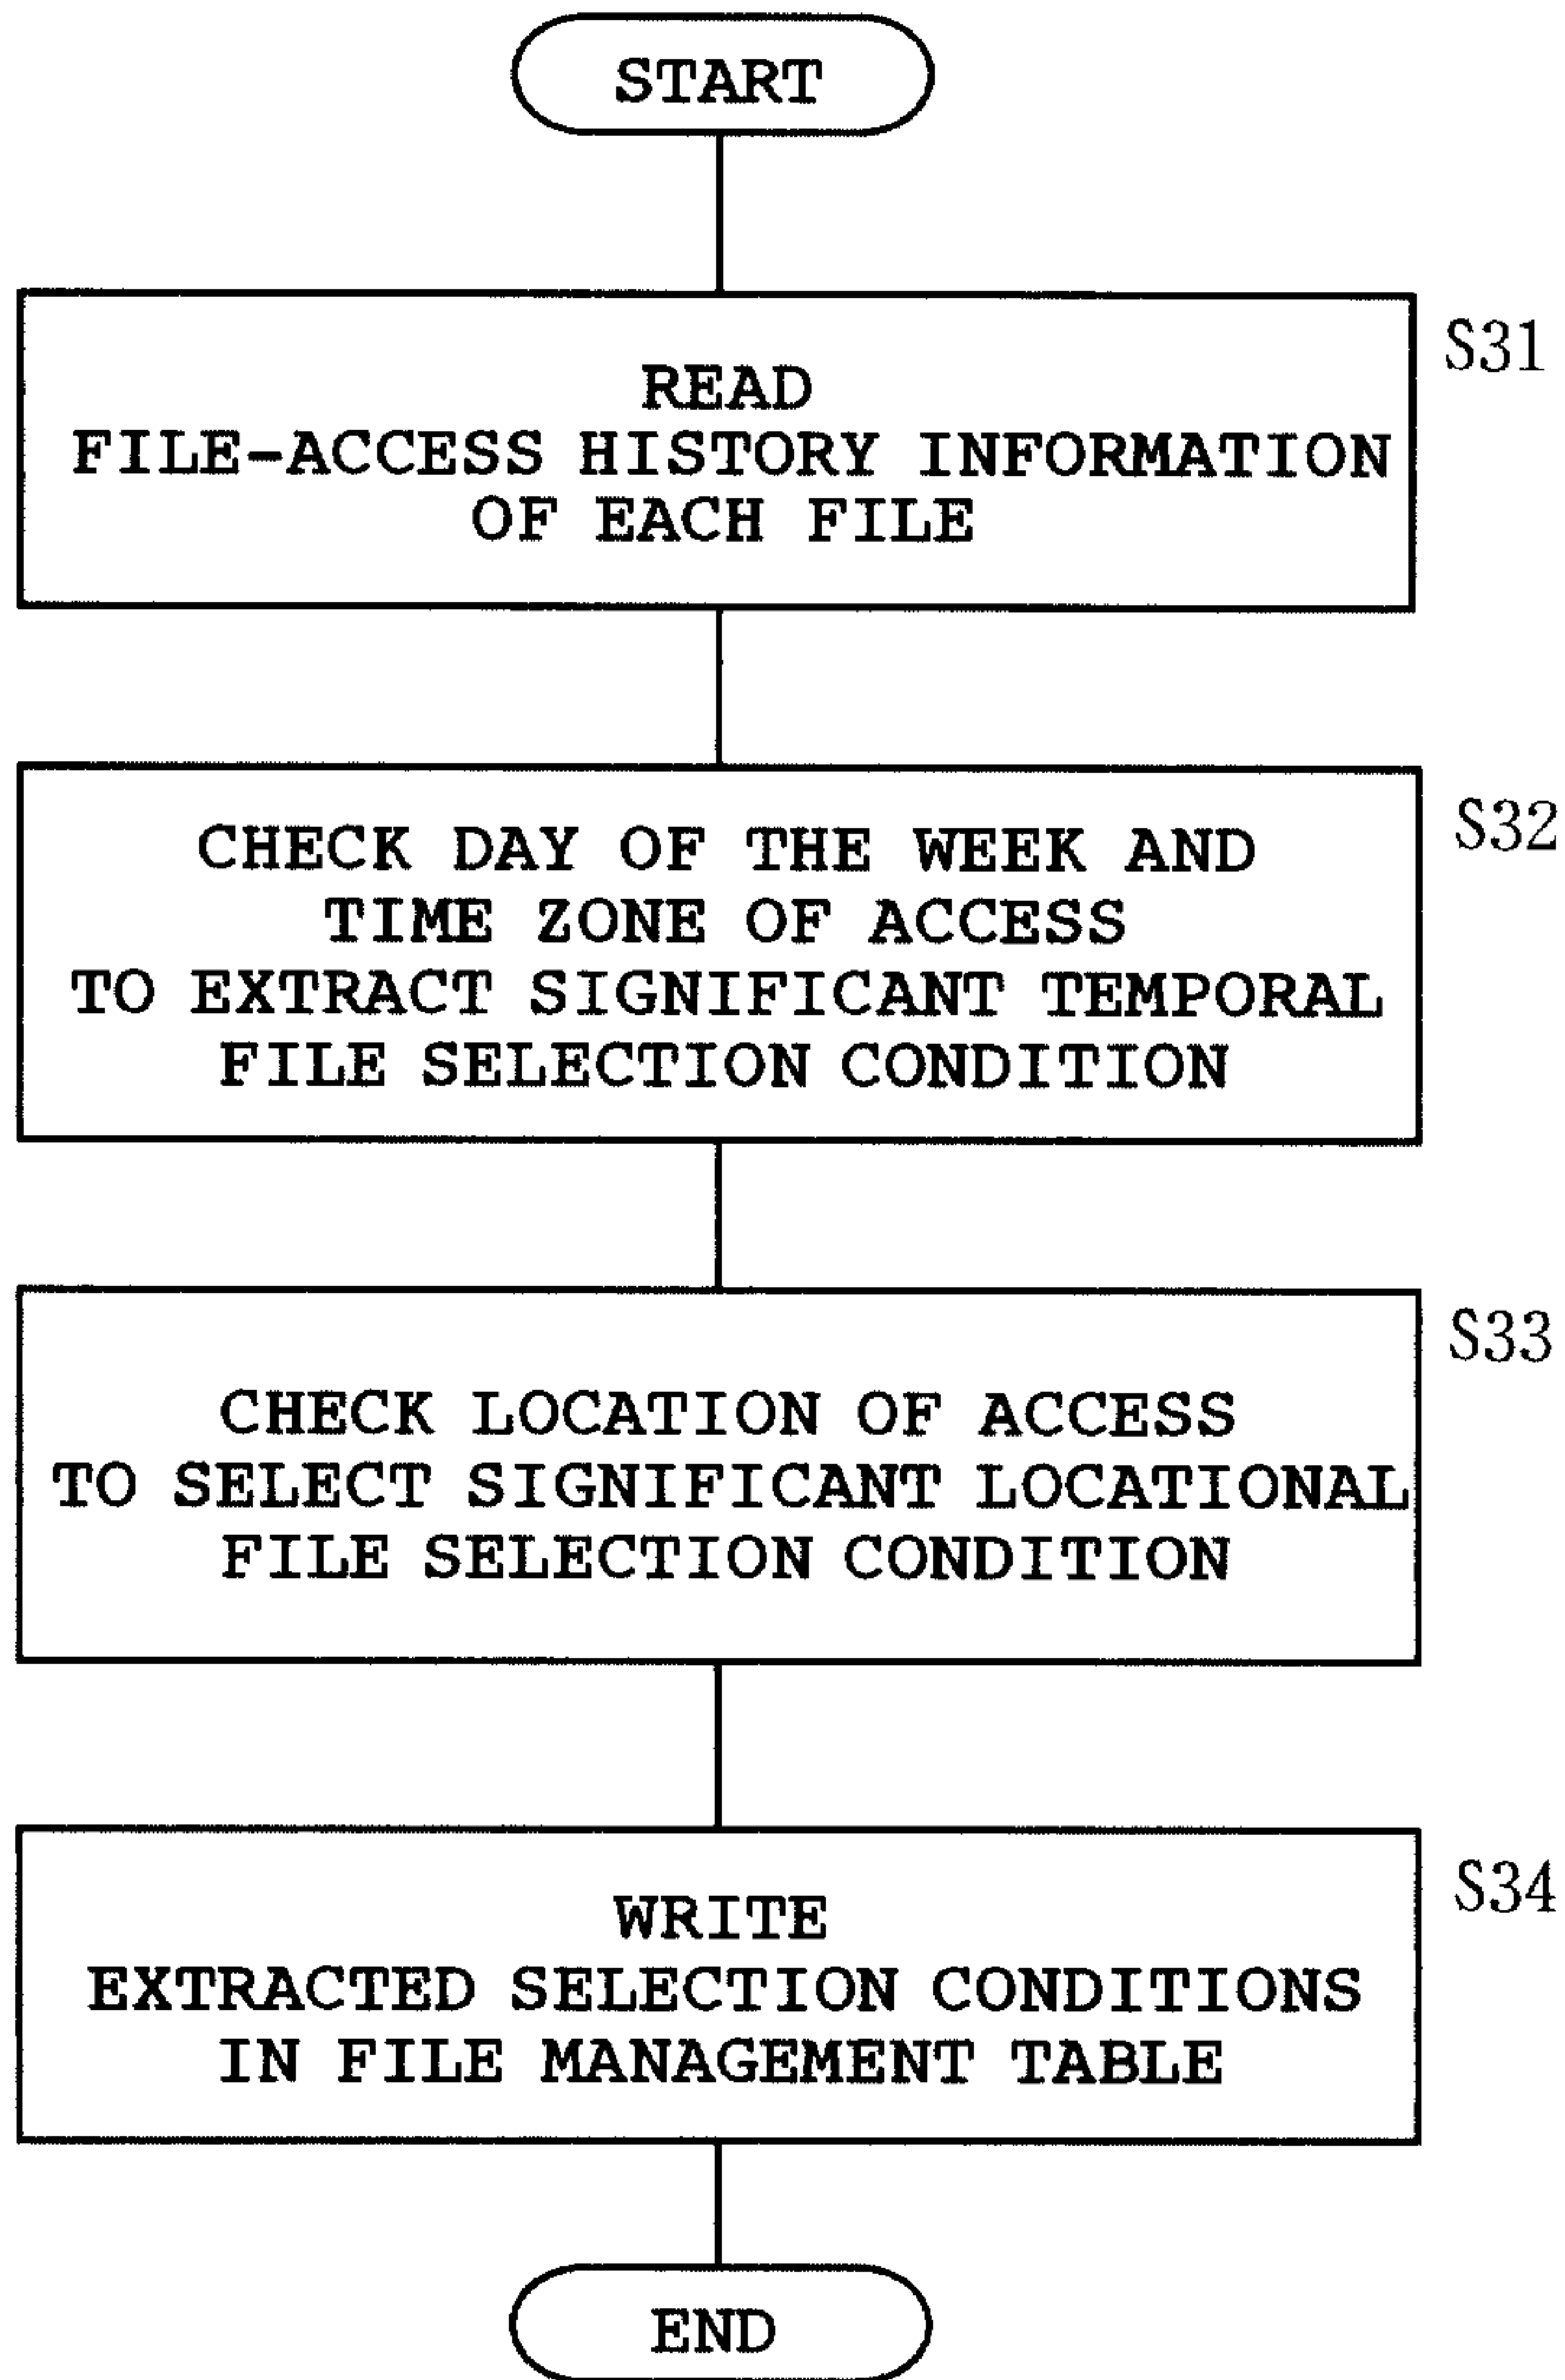 START
S31
READ
FILE-ACCESS HISTORY INFORMATION
OF EACH FILE
S32
CHECK DAY OF THE WEEK AND
TIME ZONE OF ACCESS
TO EXTRACT SIGNIFICANT TEMPORAL
FILE SELECTION CONDITION
S33
CHECK LOCATION OF ACCESS
TO SELECT SIGNIFICANT LOCATIONAL
FILE SELECTION CONDITION
S34
WRITE
EXTRACTED SELECTION CONDITIONS
IN FILE MANAGEMENT TABLE
END